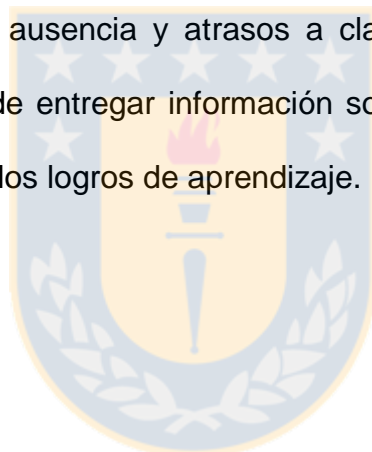 ausencia y atrasos a cla
de entregar información so
los logros de aprendizaje.